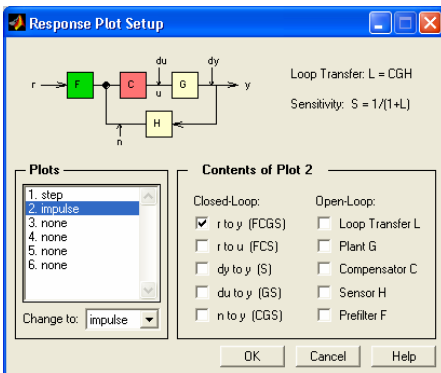 Response Plot Setup
du
dy
r
F
C
G
y
u
H
n
Loop Transfer: L = CGH
Sensitivity: S = 1/(1+L)
Plots
1. step
2. impulse
3. none
4. none
5. none
6. none
Change to: impulse
Contents of Plot 2
Closed-Loop:
r to y (FCGS)
r to u (FCS)
dy to y (S)
du to y (GS)
n to y (CGS)
Open-Loop:
Loop Transfer L
Plant G
Compensator C
Sensor H
Prefilter F
OK
Cancel
Help